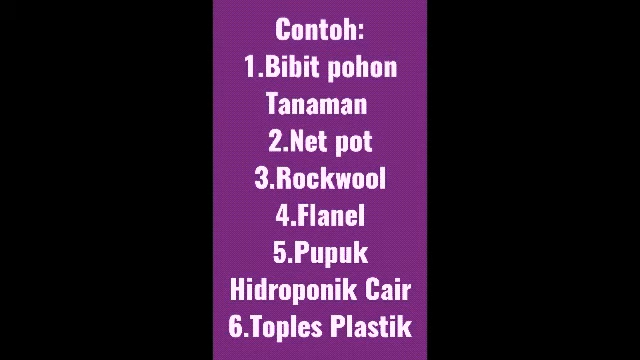 Contoh:
1.Bibit pohon
Tanaman
2.Net pot
3.Rockwool
4.Flanel
5.Pupuk
Hidroponik Cair
6.Toples Plastik